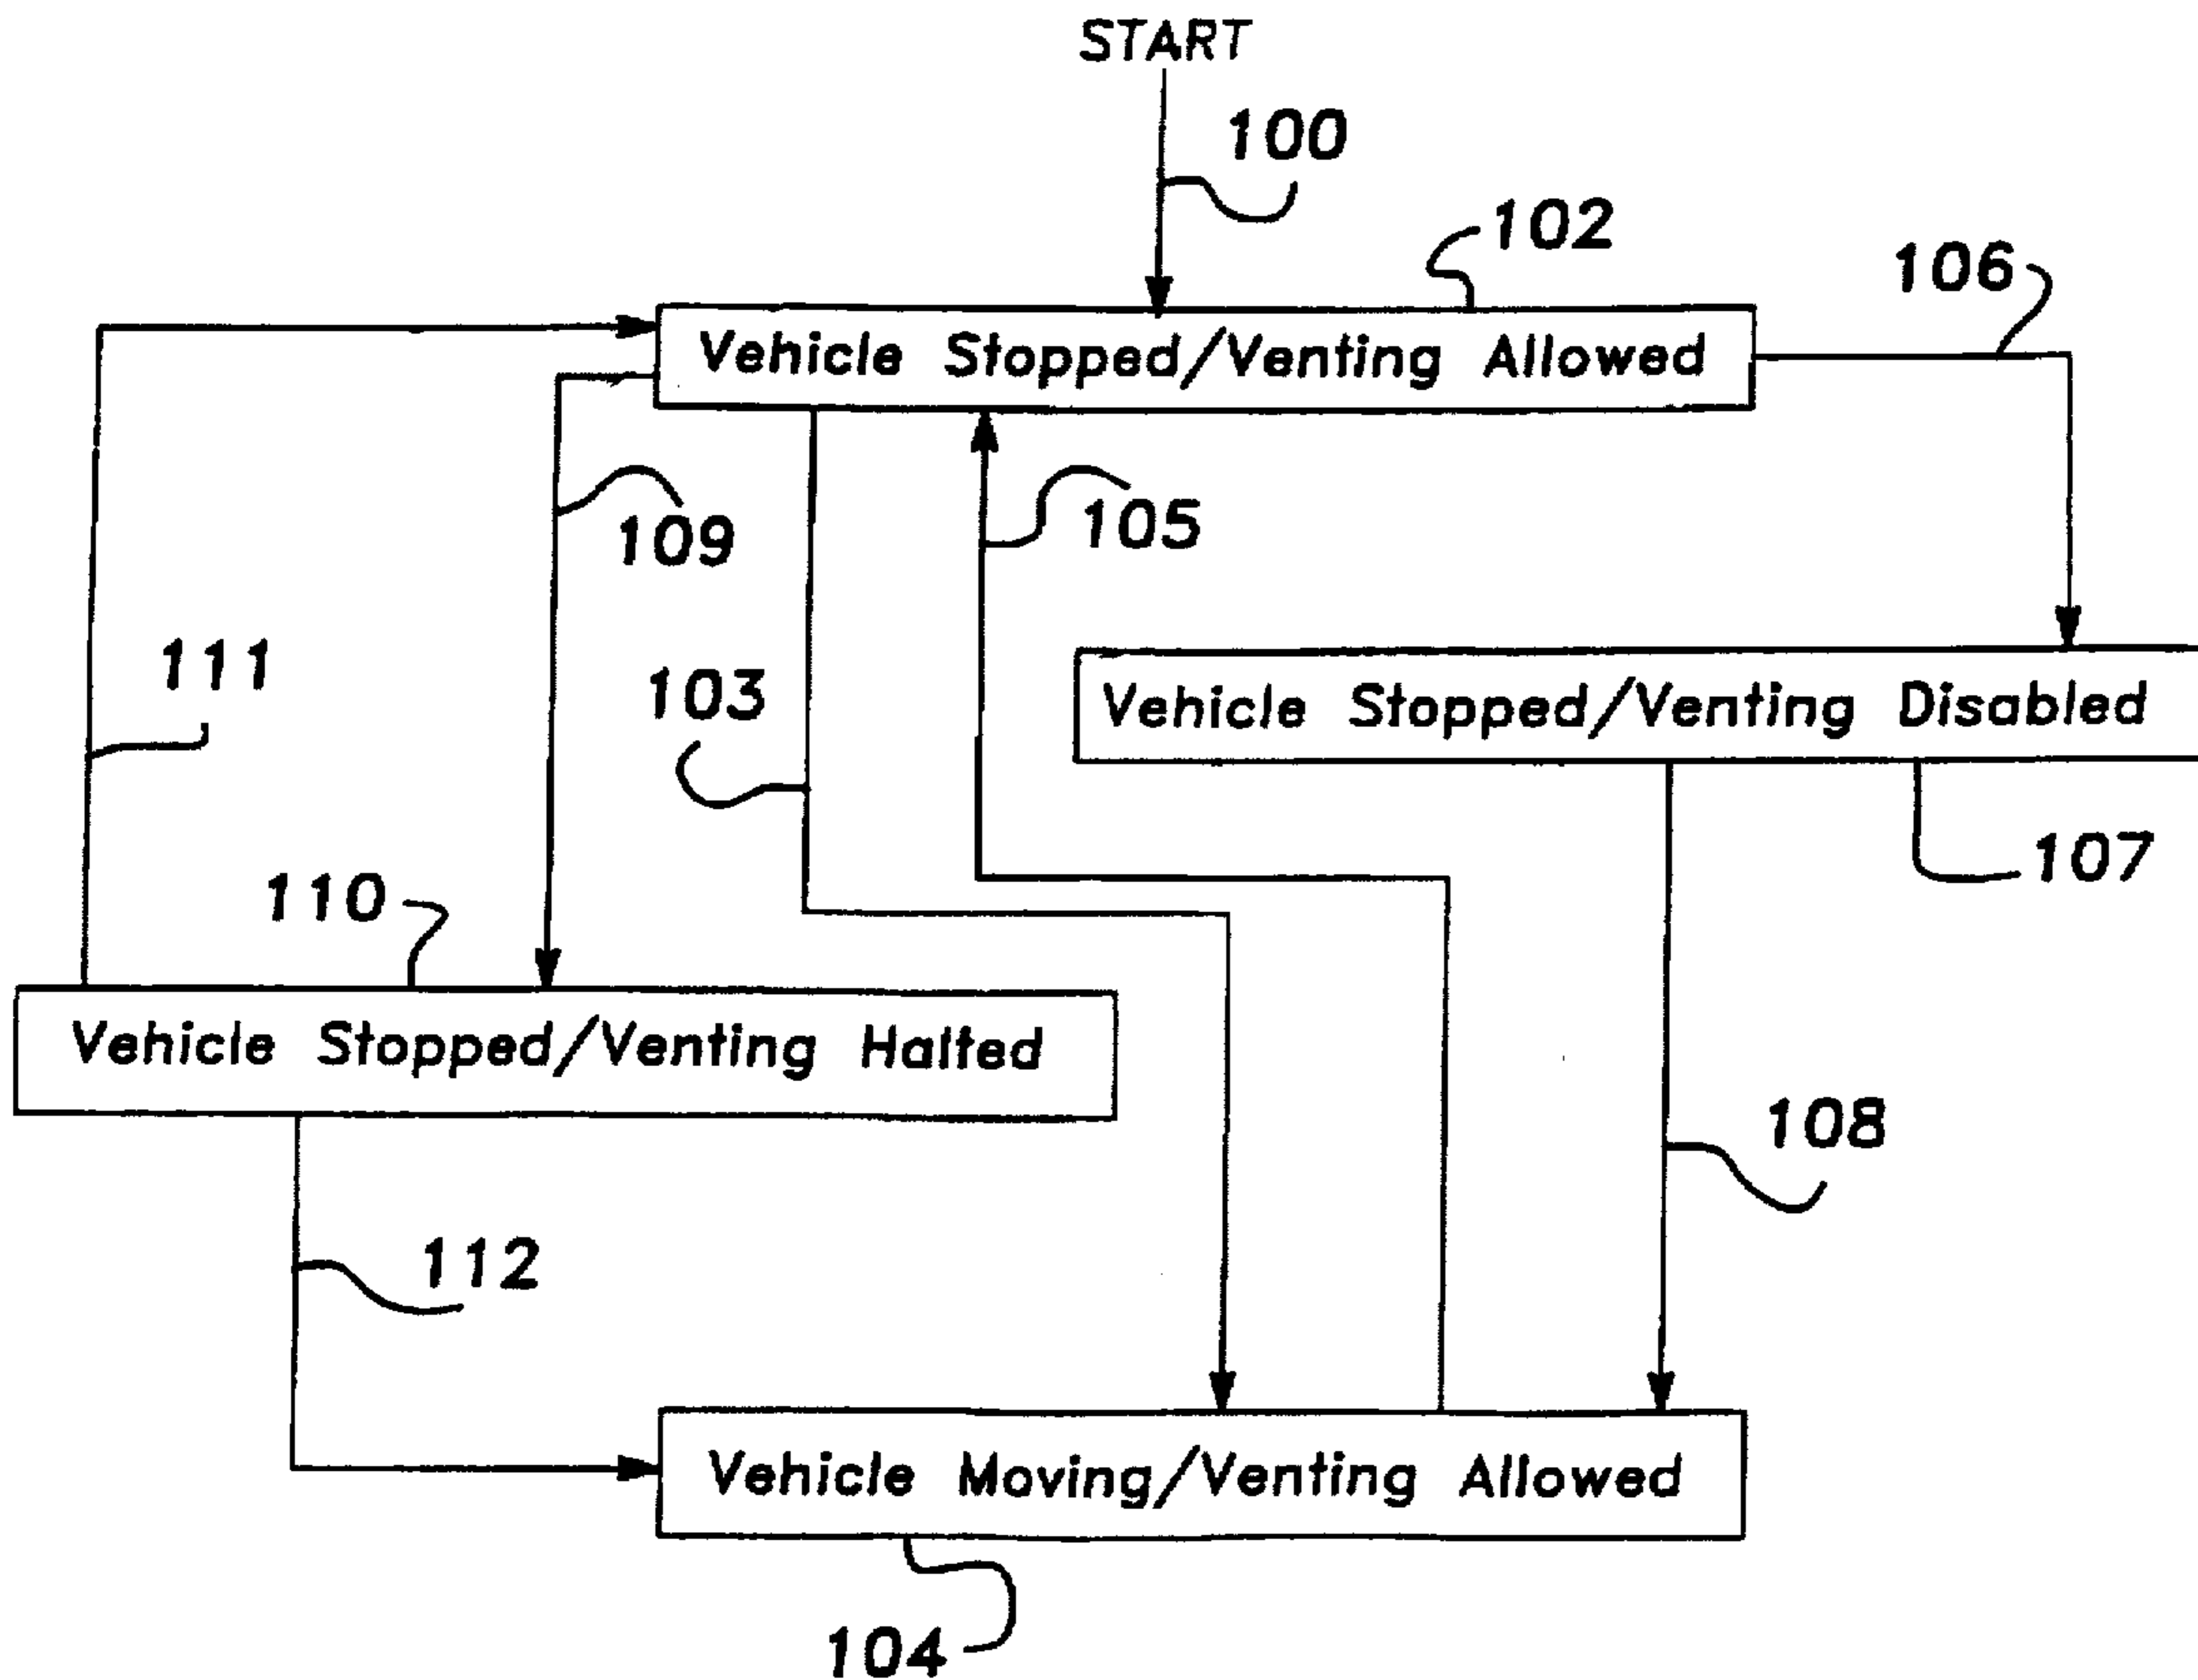 START
100
102
106
Vehicle Stopped/Venting Allowed
109
105
111
103
Vehicle Stopped/Venting Disabled
107
110
Vehicle Stopped/Venting Halted
108
112
Vehicle Moving/Venting Allowed
104